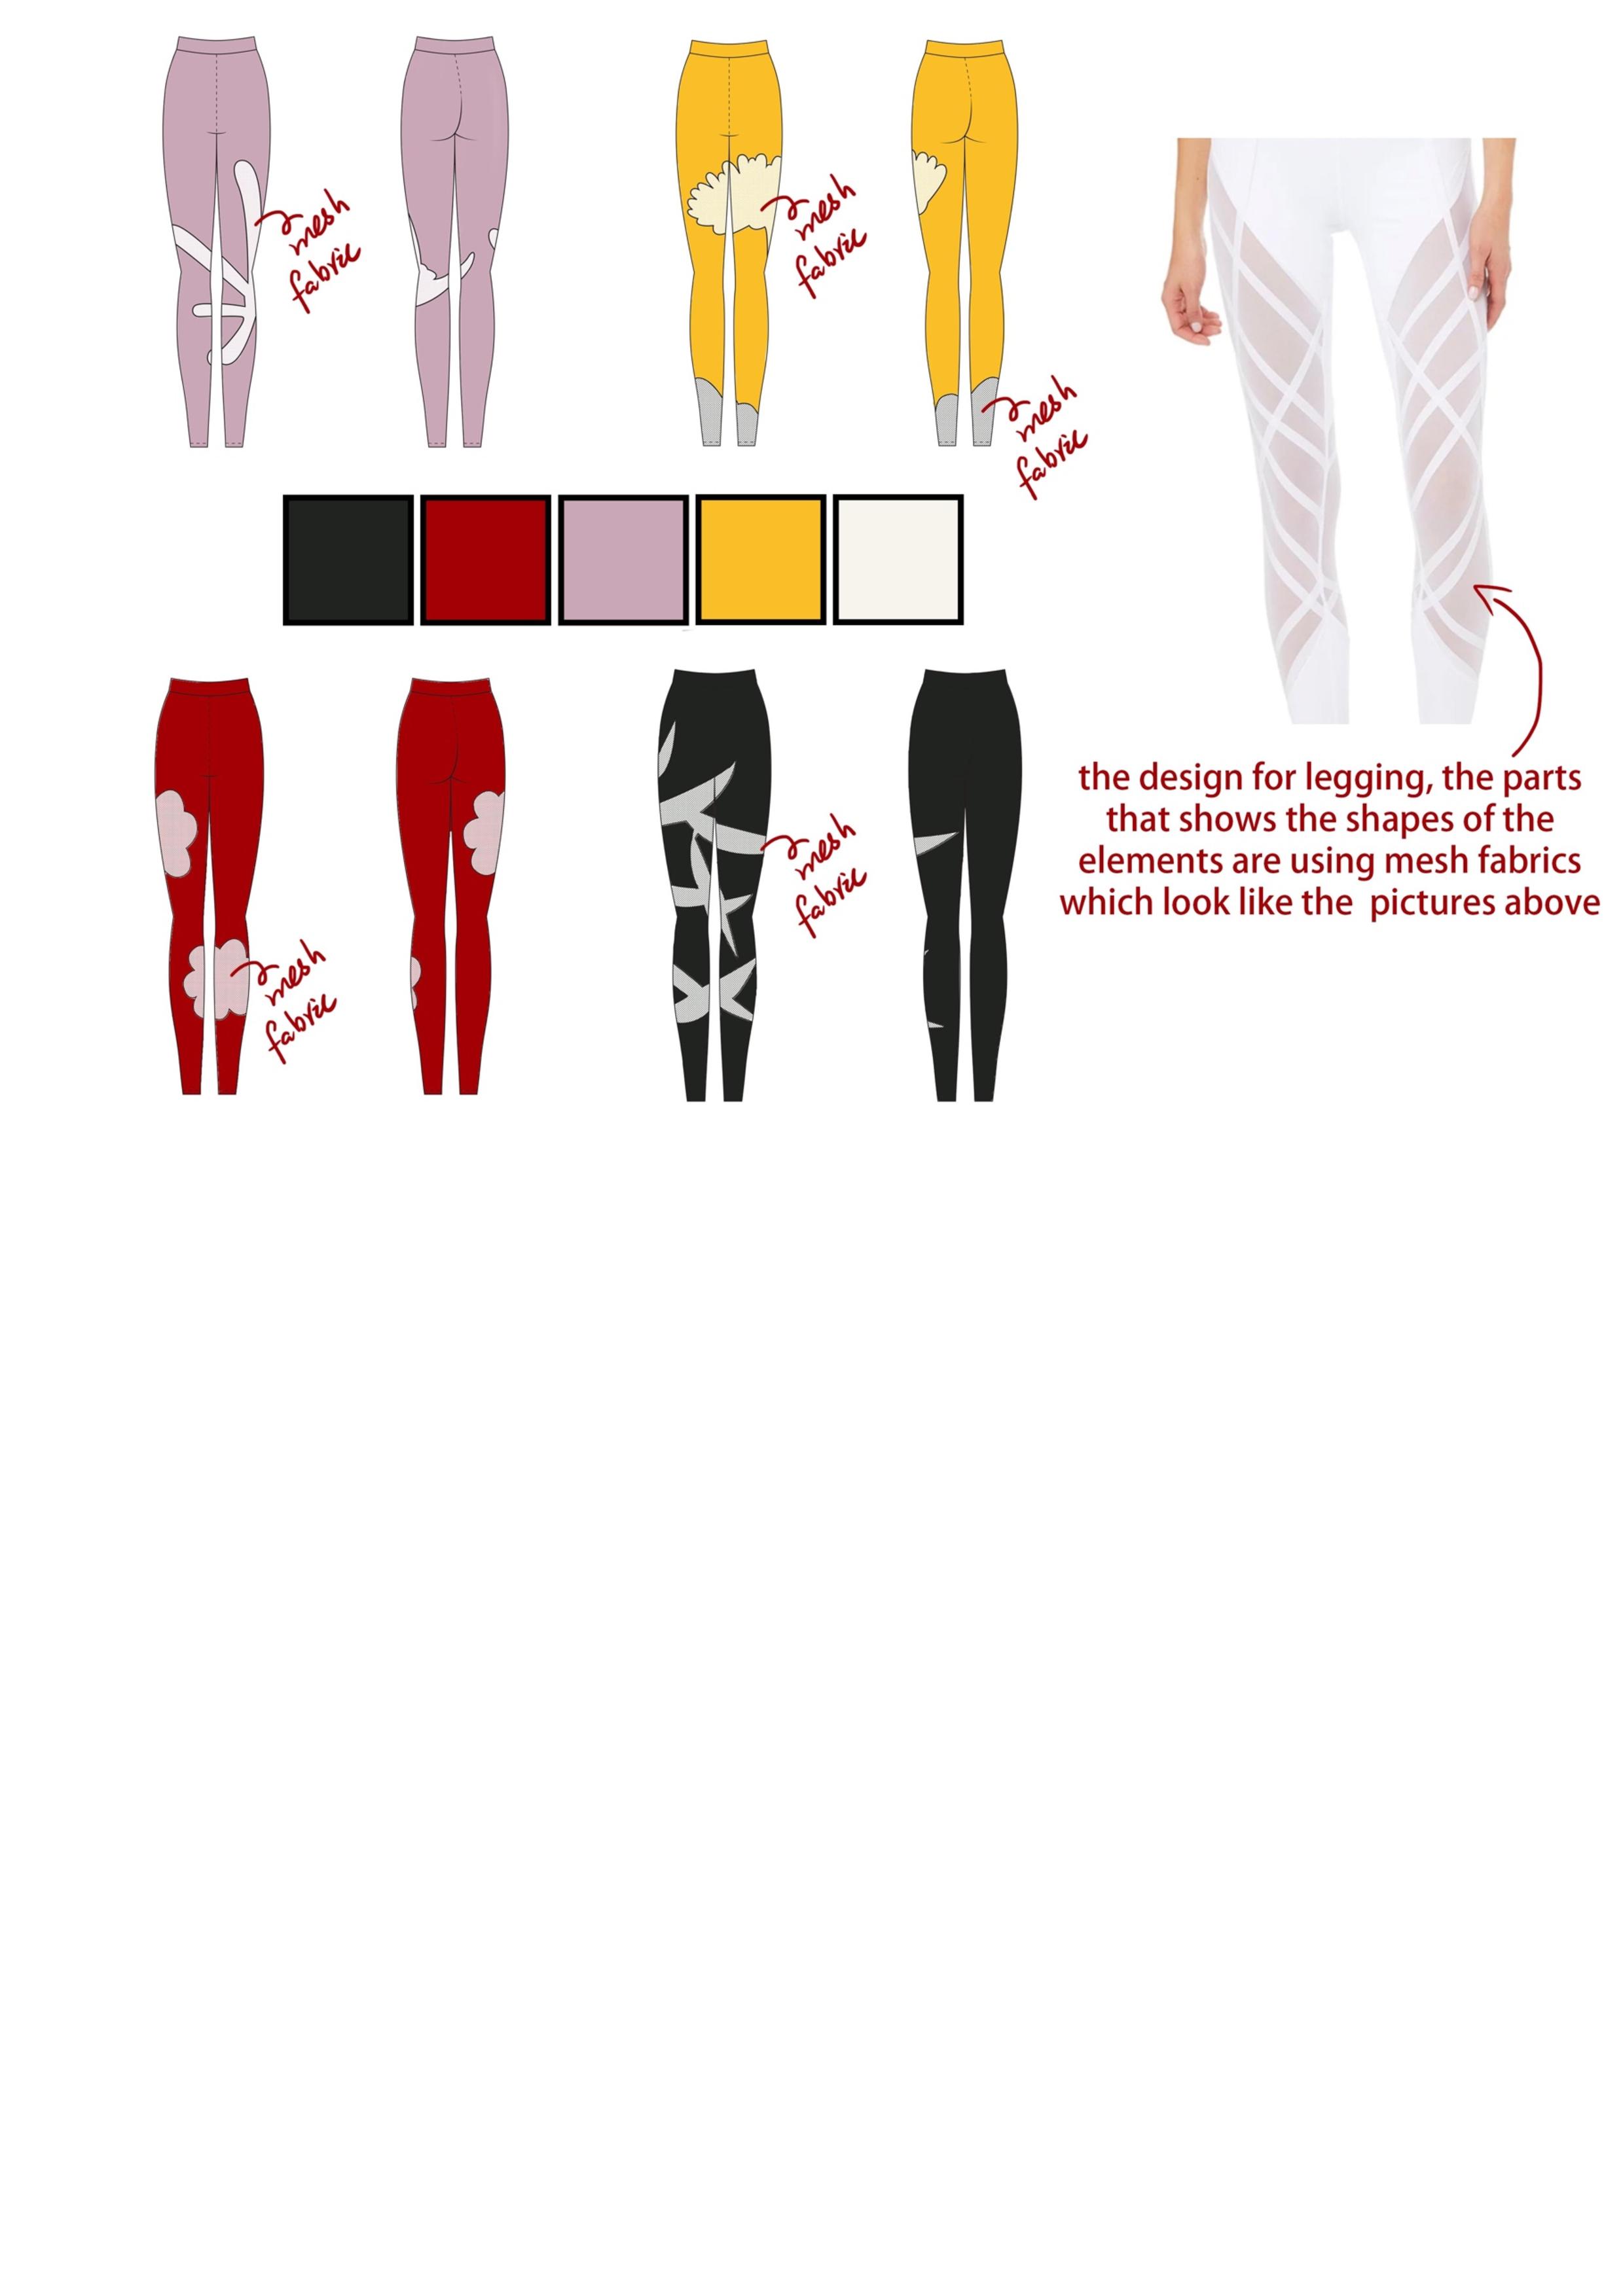 mesh
fabric
mesh
fabric
mesh
fabric
mesh
fabric
mesh
fabric
the design for legging, the parts
that shows the shapes of the
elements are using mesh fabrics
which look like the pictures above